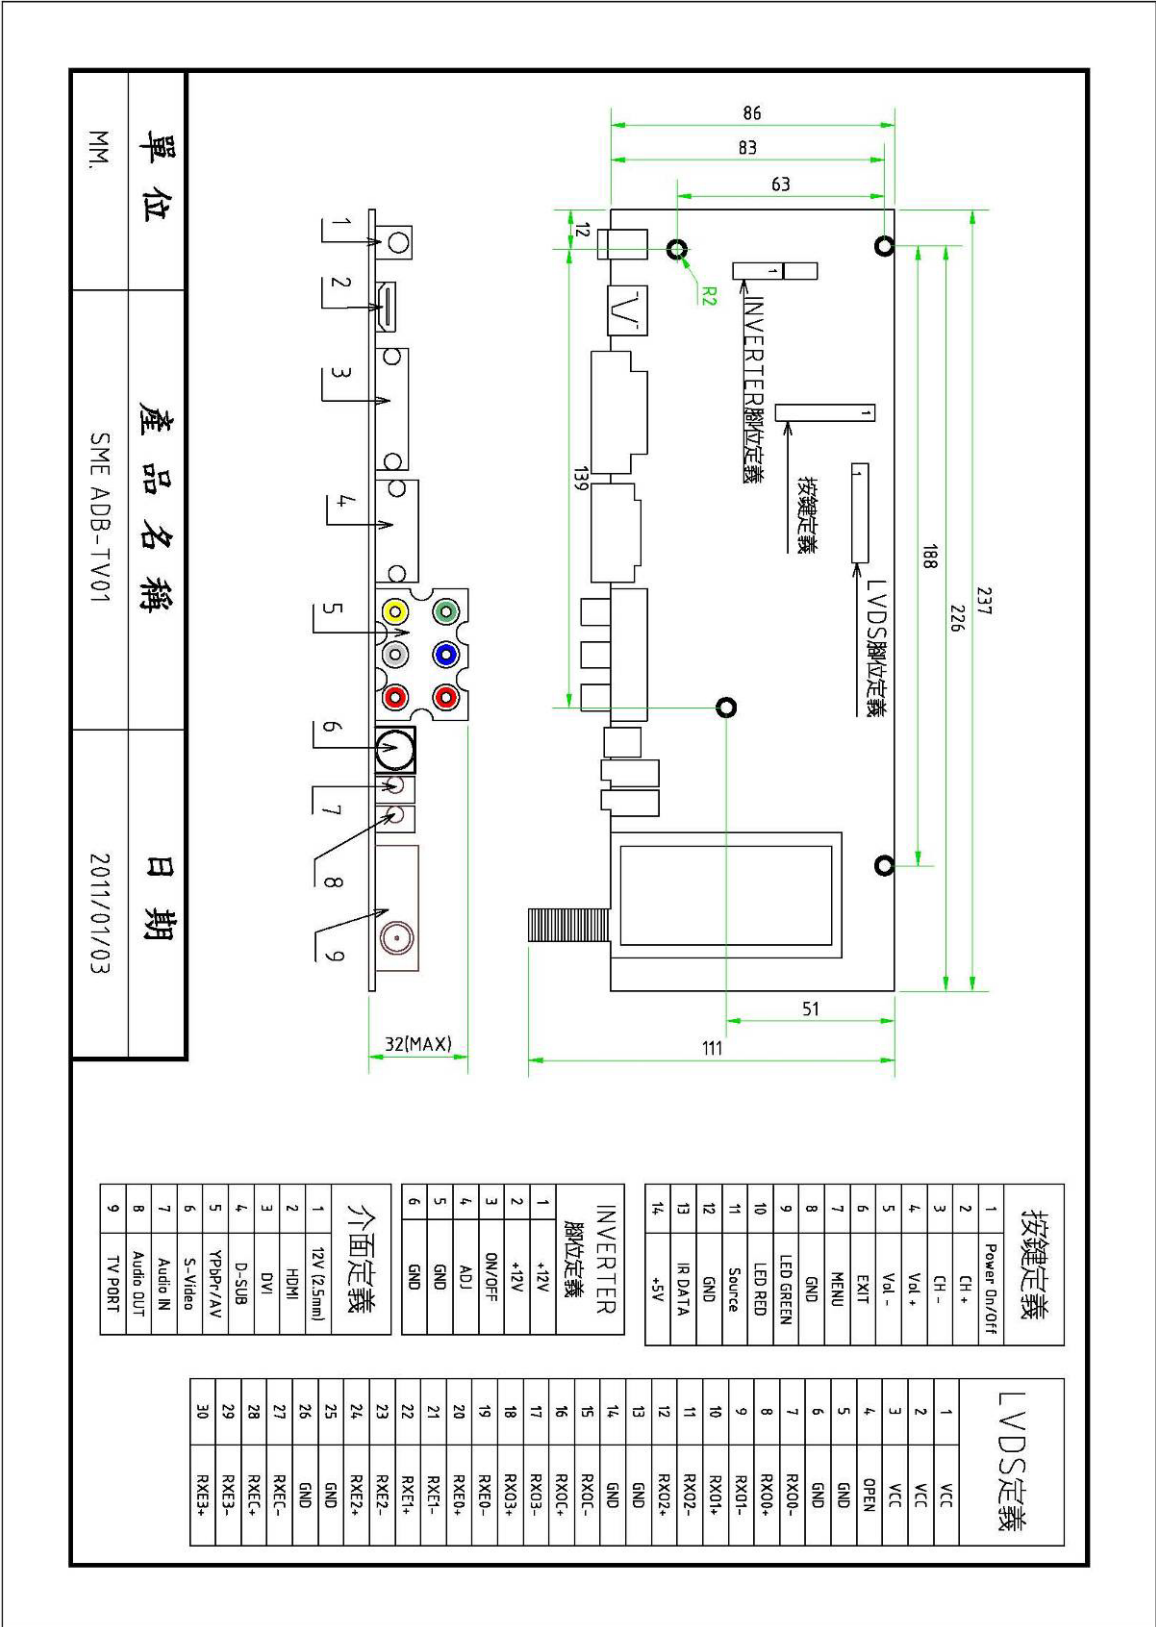 237
226
188
86
83
63
12
139
51
111
R2
1
1
1
LVDS腳位定義
按鍵定義
INVERTER腳位定義
32(MAX)
1
2
3
4
5
6
7
8
9
按鍵定義
1 Power On/Off
2 CH +
3 CH -
4 Vol +
5 Vol -
6 EXIT
7 MENU
8 GND
9 LED GREEN
10 LED RED
11 Source
12 GND
13 IR DATA
14 +5V
INVERTER
腳位定義
1 +12V
2 +12V
3 ON/OFF
4 ADJ
5 GND
6 GND
介面定義
1 12V (2.5mm)
2 HDMI
3 DVI
4 D-SUB
5 YPbPr/AV
6 S-Video
7 Audio IN
8 Audio OUT
9 TV PORT
LVDS定義
1 VCC
2 VCC
3 VCC
4 OPEN
5 GND
6 GND
7 RXO0-
8 RXO0+
9 RXO1-
10 RXO1+
11 RXO2-
12 RXO2+
13 GND
14 GND
15 RXOC-
16 RXOC+
17 RXO3-
18 RXO3+
19 RXE0-
20 RXE0+
21 RXE1-
22 RXE1+
23 RXE2-
24 RXE2+
25 GND
26 GND
27 RXEC-
28 RXEC+
29 RXE3-
30 RXE3+
單位 產品名稱 日期
MM. SME ADB-TV01 2011/01/03